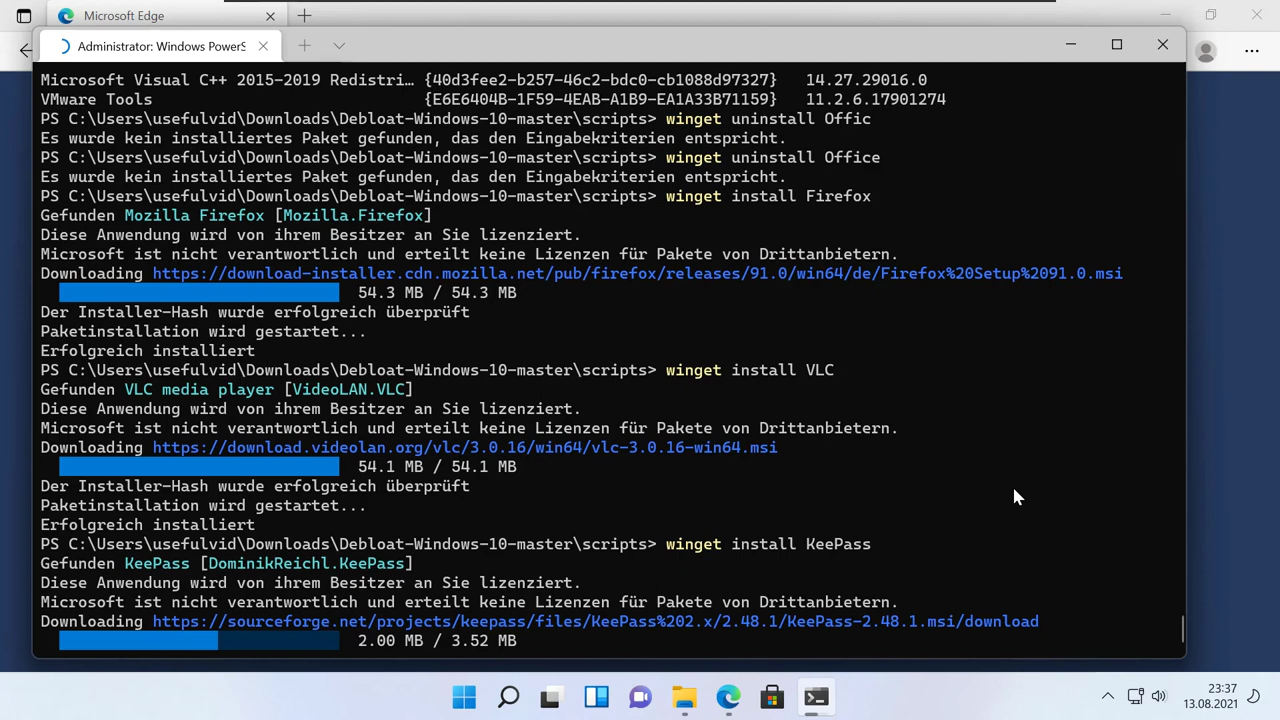 Microsoft Edge
Administrator: Windows PowerS
Microsoft Visual C++ 2015-2019 Redistri… {40d3fee2-b257-46c2-bdc0-cb1088d97327} 14.27.29016.0
VMware Tools {E6E6404B-1F59-4EAB-A1B9-EA1A33B71159} 11.2.6.17901274
PS C:\Users\usefulvid\Downloads\Debloat-Windows-10-master\scripts> winget uninstall Offic
Es wurde kein installiertes Paket gefunden, das den Eingabekriterien entspricht.
PS C:\Users\usefulvid\Downloads\Debloat-Windows-10-master\scripts> winget uninstall Office
Es wurde kein installiertes Paket gefunden, das den Eingabekriterien entspricht.
PS C:\Users\usefulvid\Downloads\Debloat-Windows-10-master\scripts> winget install Firefox
Gefunden Mozilla Firefox [Mozilla.Firefox]
Diese Anwendung wird von ihrem Besitzer an Sie lizenziert.
Microsoft ist nicht verantwortlich und erteilt keine Lizenzen für Pakete von Drittanbietern.
Downloading https://download-installer.cdn.mozilla.net/pub/firefox/releases/91.0/win64/de/Firefox%20Setup%2091.0.msi
54.3 MB / 54.3 MB
Der Installer-Hash wurde erfolgreich überprüft
Paketinstallation wird gestartet...
Erfolgreich installiert
PS C:\Users\usefulvid\Downloads\Debloat-Windows-10-master\scripts> winget install VLC
Gefunden VLC media player [VideoLAN.VLC]
Diese Anwendung wird von ihrem Besitzer an Sie lizenziert.
Microsoft ist nicht verantwortlich und erteilt keine Lizenzen für Pakete von Drittanbietern.
Downloading https://download.videolan.org/vlc/3.0.16/win64/vlc-3.0.16-win64.msi
54.1 MB / 54.1 MB
Der Installer-Hash wurde erfolgreich überprüft
Paketinstallation wird gestartet...
Erfolgreich installiert
PS C:\Users\usefulvid\Downloads\Debloat-Windows-10-master\scripts> winget install KeePass
Gefunden KeePass [DominikReichl.KeePass]
Diese Anwendung wird von ihrem Besitzer an Sie lizenziert.
Microsoft ist nicht verantwortlich und erteilt keine Lizenzen für Pakete von Drittanbietern.
Downloading https://sourceforge.net/projects/keepass/files/KeePass%202.x/2.48.1/KeePass-2.48.1.msi/download
2.00 MB / 3.52 MB
23:37
13.08.2021